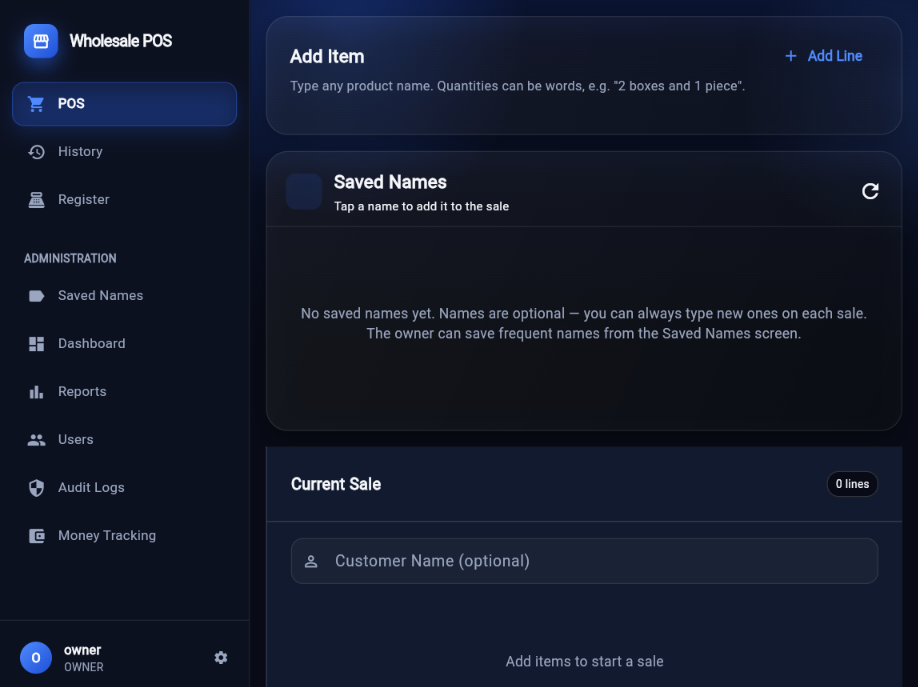 Wholesale POS
POS
History
Register
ADMINISTRATION
Saved Names
Dashboard
Reports
Users
Audit Logs
Money Tracking
O
owner
OWNER
Add Item
Add Line
Type any product name. Quantities can be words, e.g. "2 boxes and 1 piece".
Saved Names
Tap a name to add it to the sale
No saved names yet. Names are optional — you can always type new ones on each sale.
The owner can save frequent names from the Saved Names screen.
Current Sale
0 lines
Customer Name (optional)
Add items to start a sale